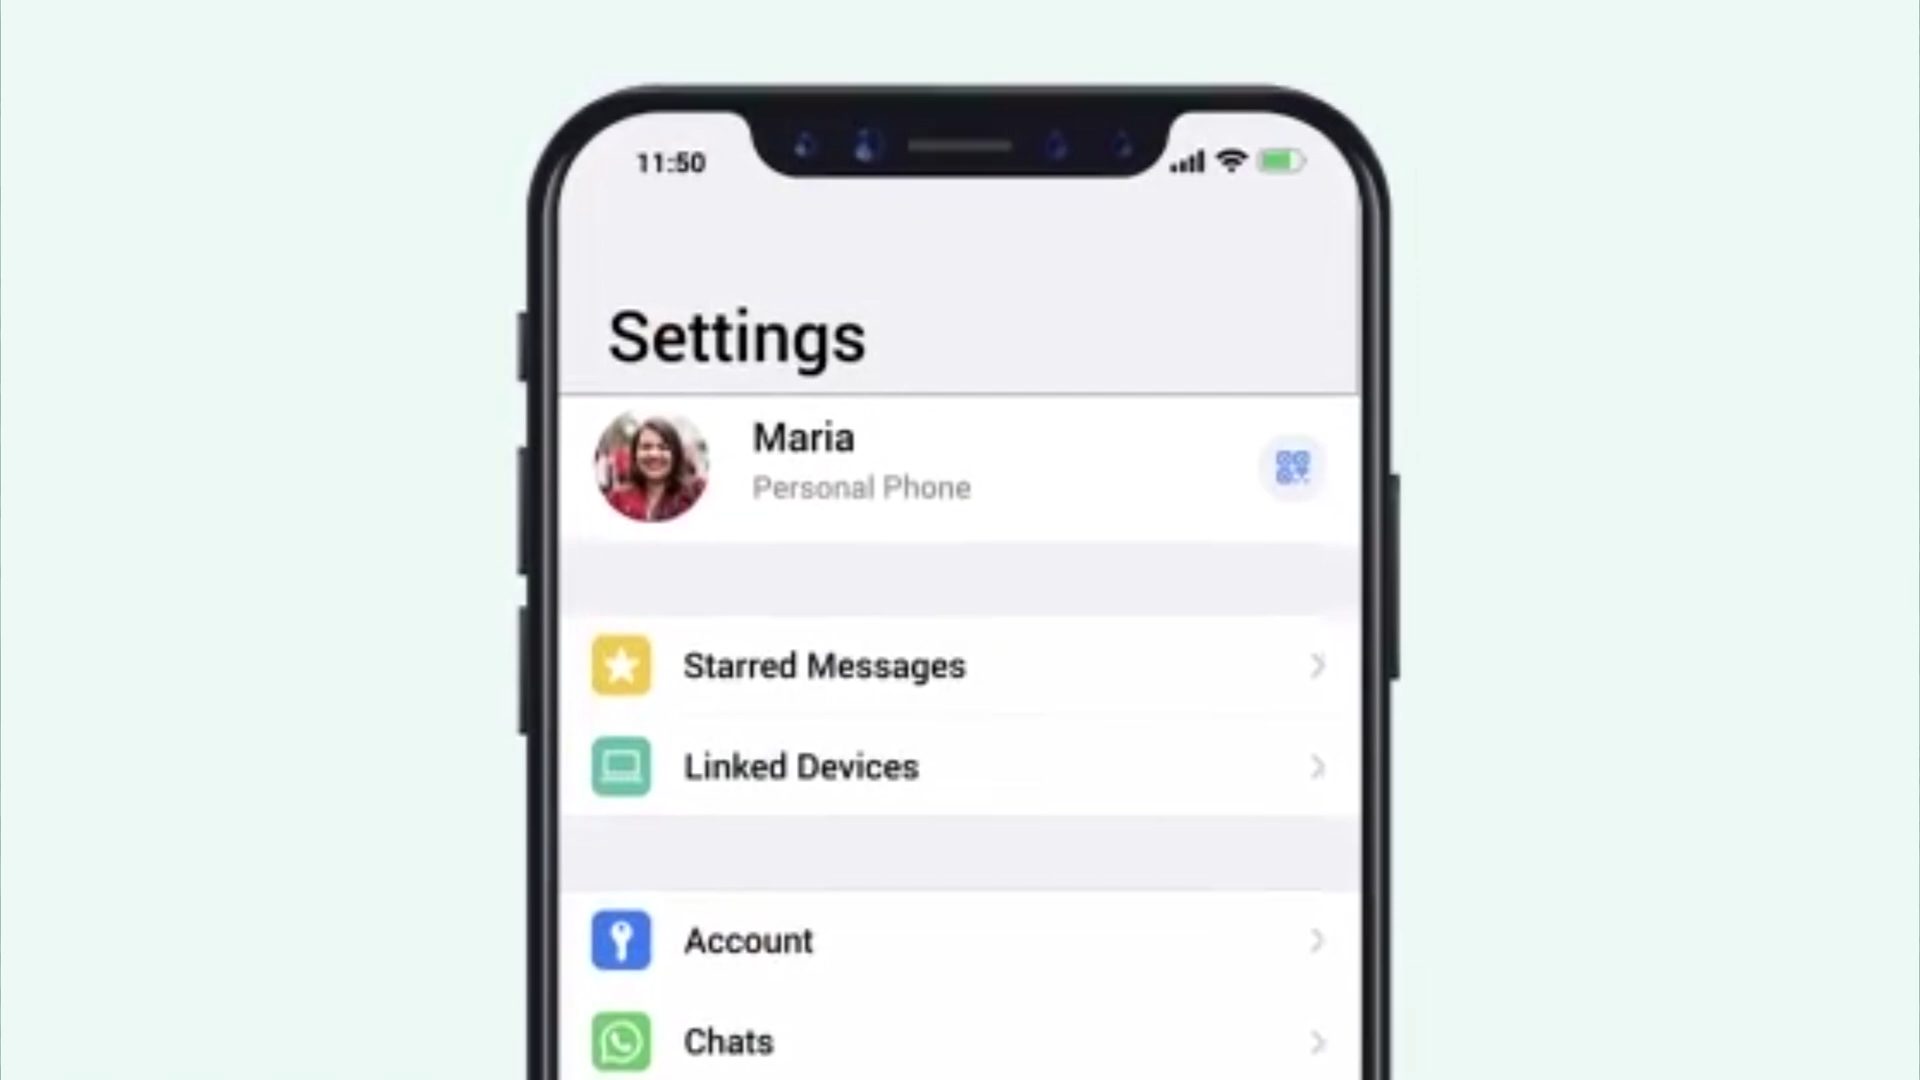 11:50
Settings
Maria
Personal Phone
Starred Messages
Linked Devices
Account
Chats